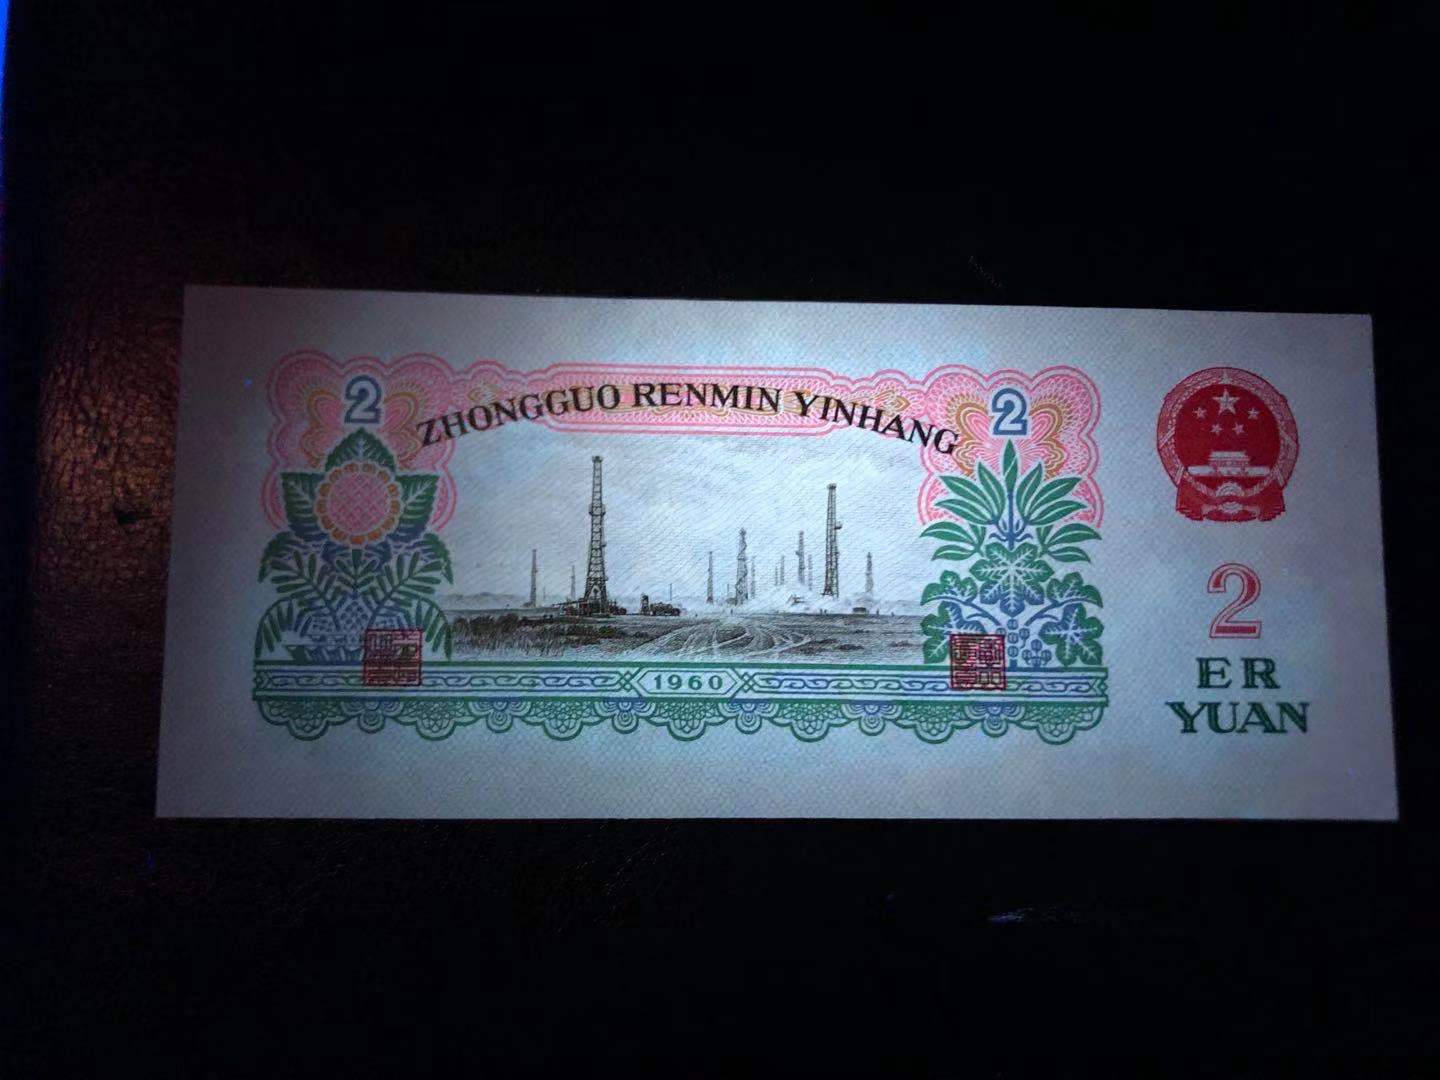 2
ZHONGGUO RENMIN YINHANG
2
1960
2
ER
YUAN